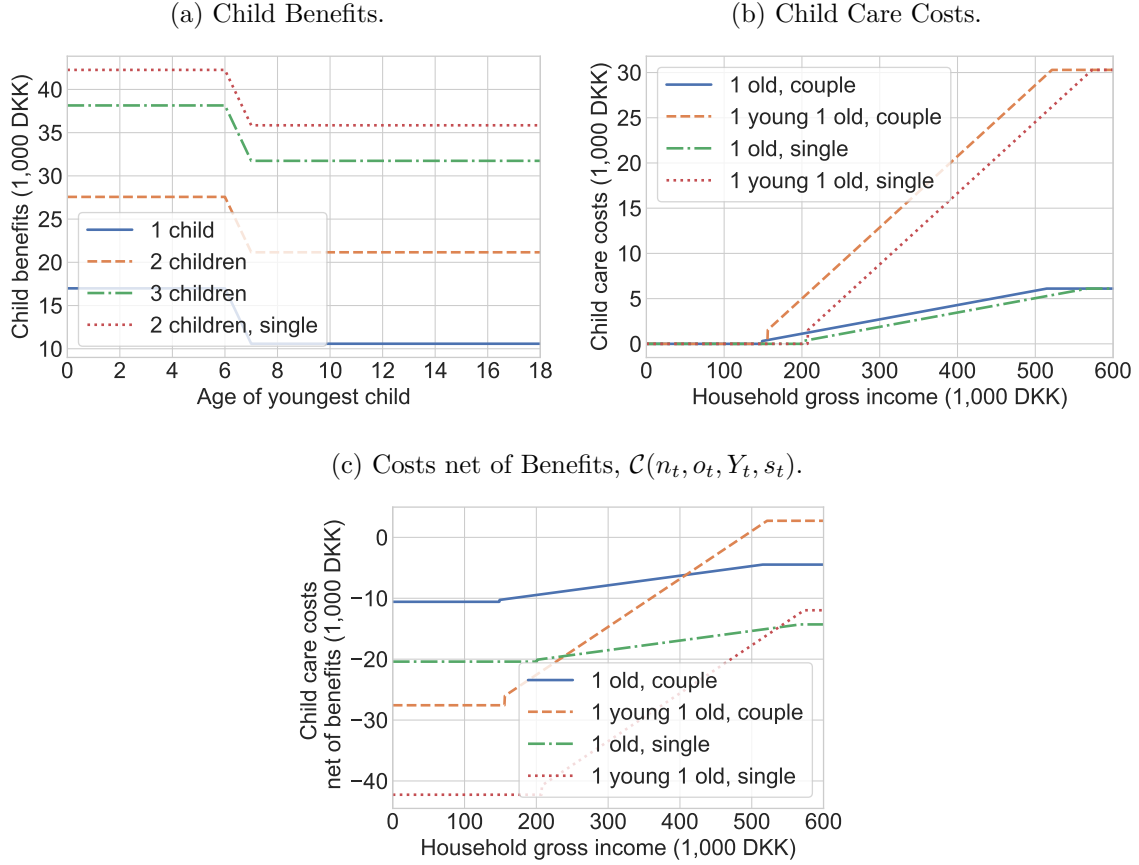 (a) Child Benefits.
Child benefits (1,000 DKK)
40
35
30
25
20
15
10
1 child
2 children
3 children
2 children, single
0 2 4 6 8 10 12 14 16 18
Age of youngest child
(b) Child Care Costs.
Child care costs (1,000 DKK)
30
25
20
15
10
5
0
1 old, couple
1 young 1 old, couple
1 old, single
1 young 1 old, single
0 100 200 300 400 500 600
Household gross income (1,000 DKK)
(c) Costs net of Benefits, 𝒞(nₜ, oₜ, Yₜ, sₜ).
Child care costs
net of benefits (1,000 DKK)
0
−10
−20
−30
−40
1 old, couple
1 young 1 old, couple
1 old, single
1 young 1 old, single
0 100 200 300 400 500 600
Household gross income (1,000 DKK)